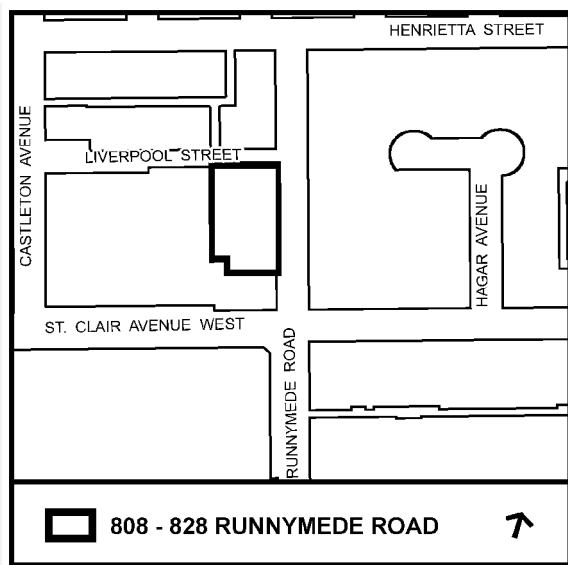 HENRIETTA STREET
CASTLETON AVENUE
LIVERPOOL STREET
HAGAR AVENUE
ST. CLAIR AVENUE WEST
RUNNYMEDE ROAD
808 - 828 RUNNYMEDE ROAD